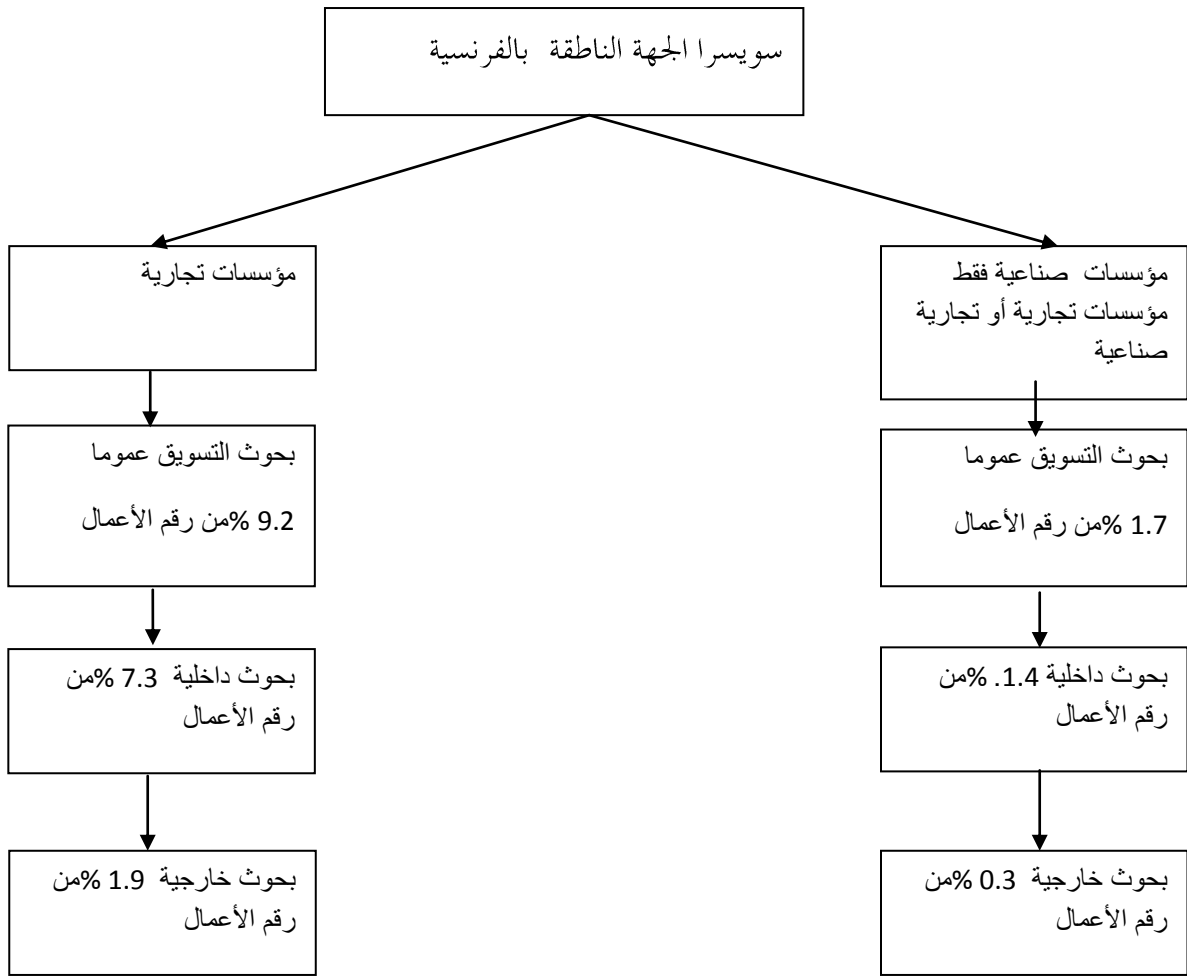 سويسرا الجهة الناطقة بالفرنسية
مؤسسات صناعية فقط
مؤسسات تجارية أو تجارية
صناعية
بحوث التسويق عموما
1.7 %من رقم الأعمال
بحوث داخلية 1.4. %من
رقم الأعمال
بحوث خارجية 0.3 %من
رقم الأعمال
مؤسسات تجارية
بحوث التسويق عموما
9.2 %من رقم الأعمال
بحوث داخلية 7.3 %من
رقم الأعمال
بحوث خارجية 1.9 %من
رقم الأعمال